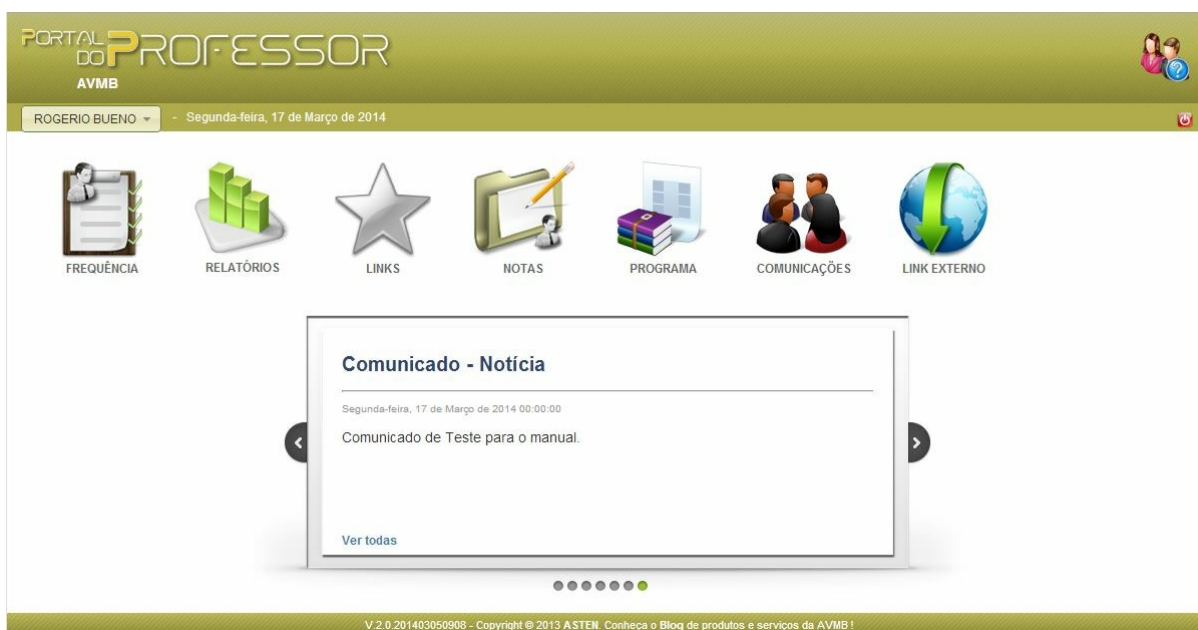 PORTAL DO PROFESSOR
AVMB
ROGERIO BUENO - Segunda-feira, 17 de Março de 2014
FREQUÊNCIA RELATÓRIOS LINKS NOTAS PROGRAMA COMUNICAÇÕES LINK EXTERNO
Comunicado - Notícia
Segunda-feira, 17 de Março de 2014 00:00:00
Comunicado de Teste para o manual.
Ver todas
V.2.0.201403050908 - Copyright © 2013 ASTEN. Conheça o Blog de produtos e serviços da AVMB !